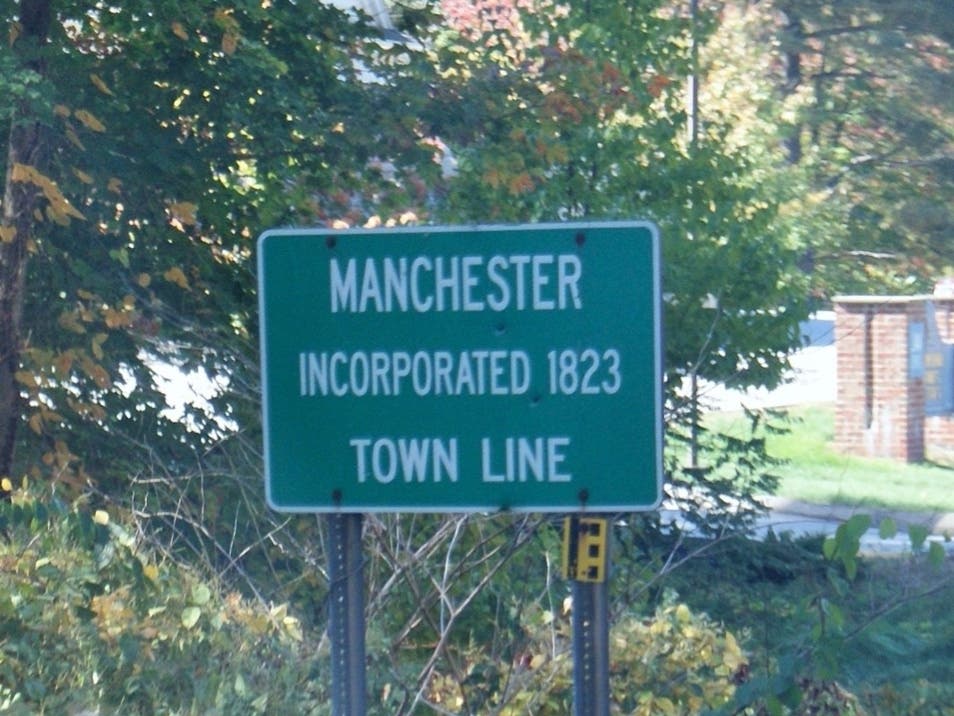 MANCHESTER
INCORPORATED 1823
TOWN LINE